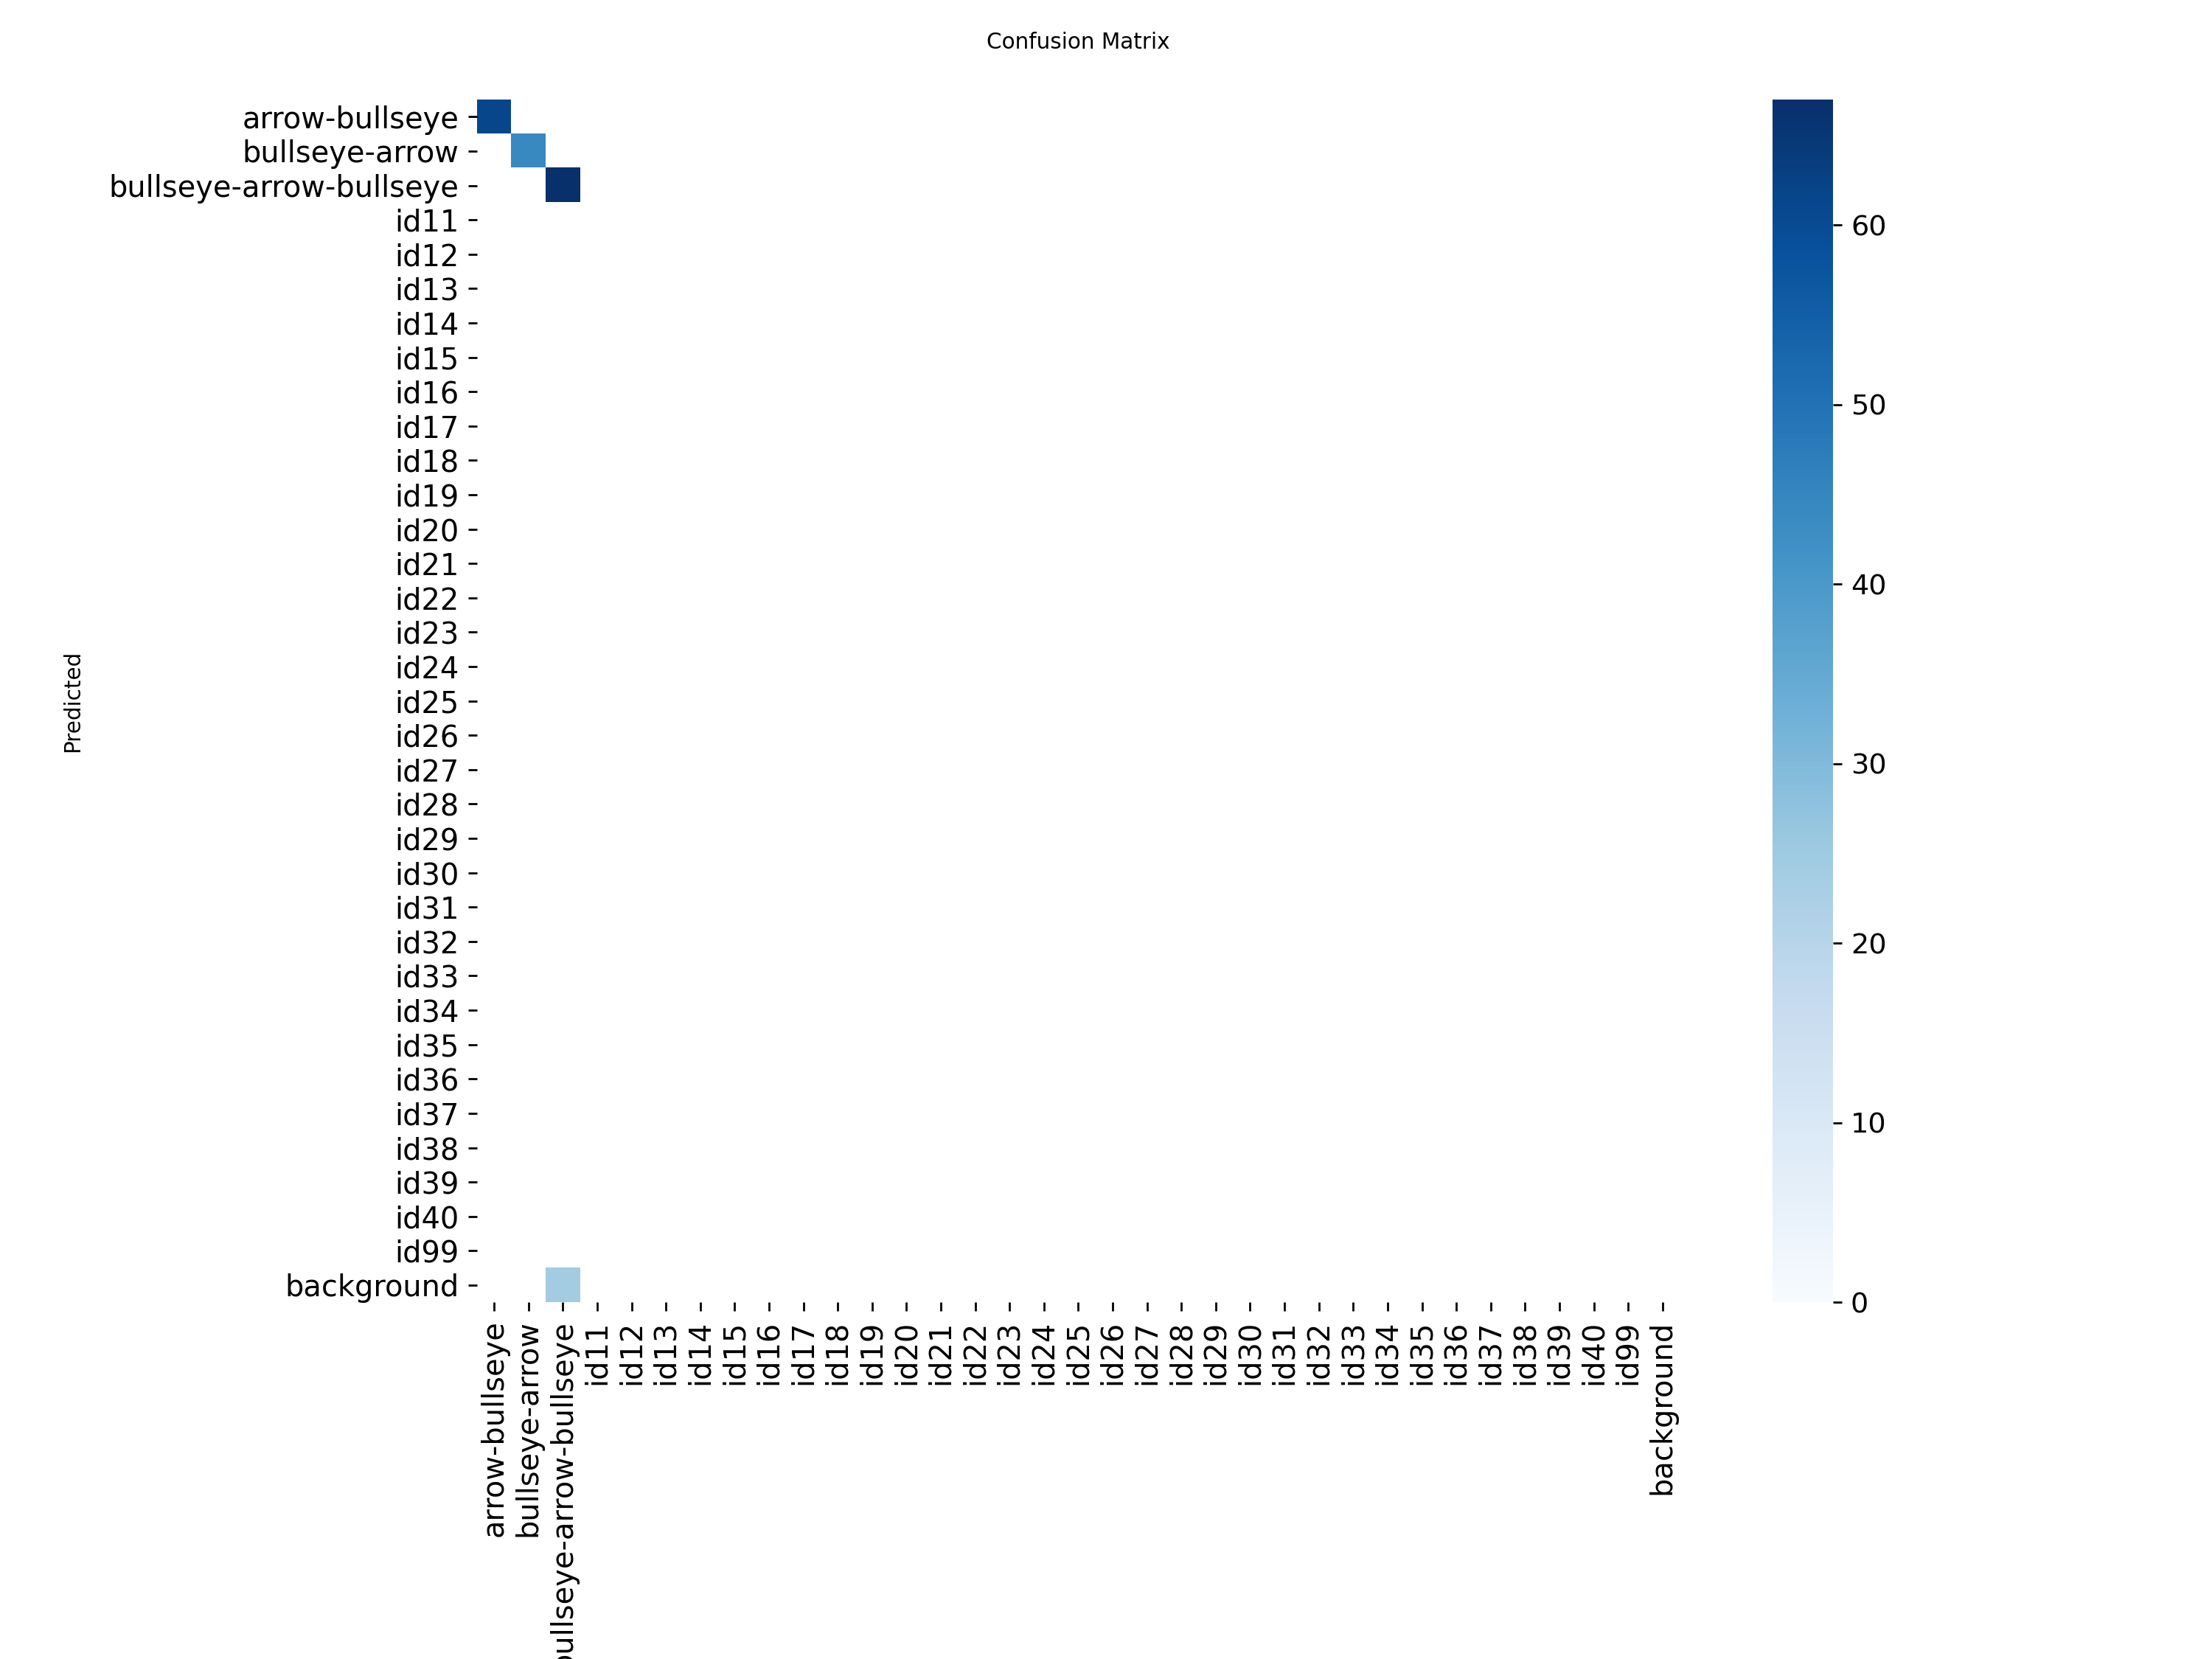 Confusion Matrix
arrow-bullseye
bullseye-arrow
bullseye-arrow-bullseye
id11
id12
id13
id14
id15
id16
id17
id18
id19
id20
id21
id22
id23
id24
id25
id26
id27
id28
id29
id30
id31
id32
id33
id34
id35
id36
id37
id38
id39
id40
id99
background
Predicted
arrow-bullseye
bullseye-arrow
bullseye-arrow-bullseye
id11
id12
id13
id14
id15
id16
id17
id18
id19
id20
id21
id22
id23
id24
id25
id26
id27
id28
id29
id30
id31
id32
id33
id34
id35
id36
id37
id38
id39
id40
id99
background
60
50
40
30
20
10
0